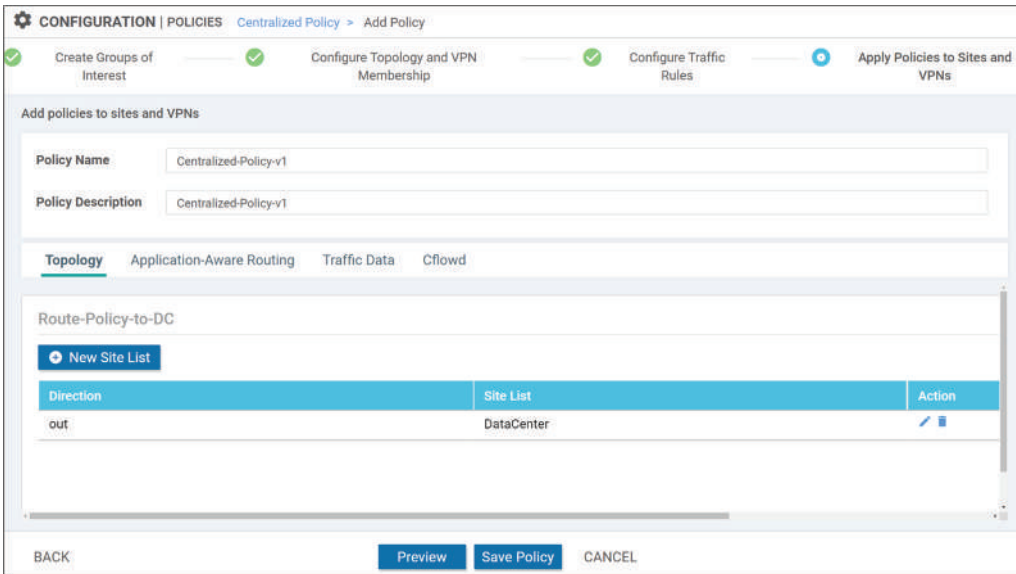 CONFIGURATION | POLICIES Centralized Policy > Add Policy
Create Groups of Interest
Configure Topology and VPN Membership
Configure Traffic Rules
Apply Policies to Sites and VPNs
Add policies to sites and VPNs
Policy Name Centralized-Policy-v1
Policy Description Centralized-Policy-v1
Topology Application-Aware Routing Traffic Data Cflowd
Route-Policy-to-DC
New Site List
Direction Site List Action
out DataCenter
BACK Preview Save Policy CANCEL